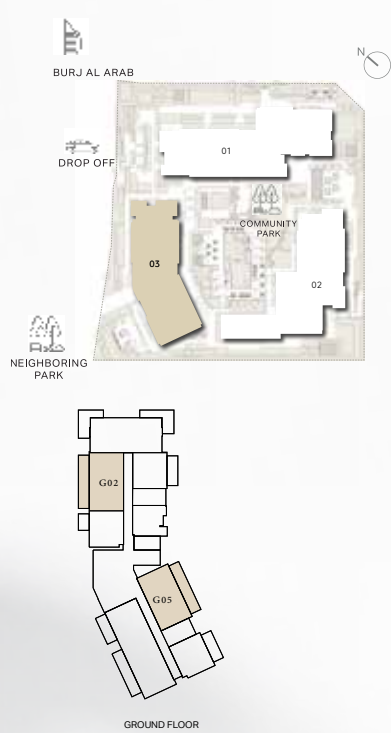 N
BURJ AL ARAB
DROP OFF
01
COMMUNITY
PARK
03
02
NEIGHBORING
PARK
G02
G05
GROUND FLOOR